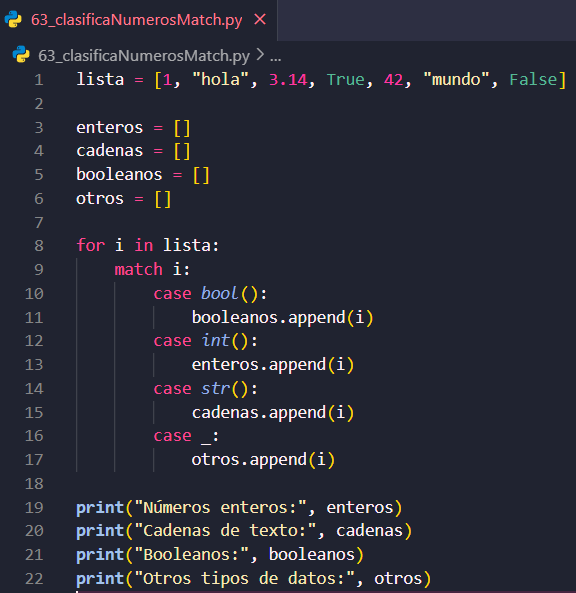 63_clasificaNumerosMatch.py ×
63_clasificaNumerosMatch.py > ...
1 lista = [1, "hola", 3.14, True, 42, "mundo", False]
2
3 enteros = []
4 cadenas = []
5 booleanos = []
6 otros = []
7
8 for i in lista:
9     match i:
10         case bool():
11             booleanos.append(i)
12         case int():
13             enteros.append(i)
14         case str():
15             cadenas.append(i)
16         case _:
17             otros.append(i)
18
19 print("Números enteros:", enteros)
20 print("Cadenas de texto:", cadenas)
21 print("Booleanos:", booleanos)
22 print("Otros tipos de datos:", otros)